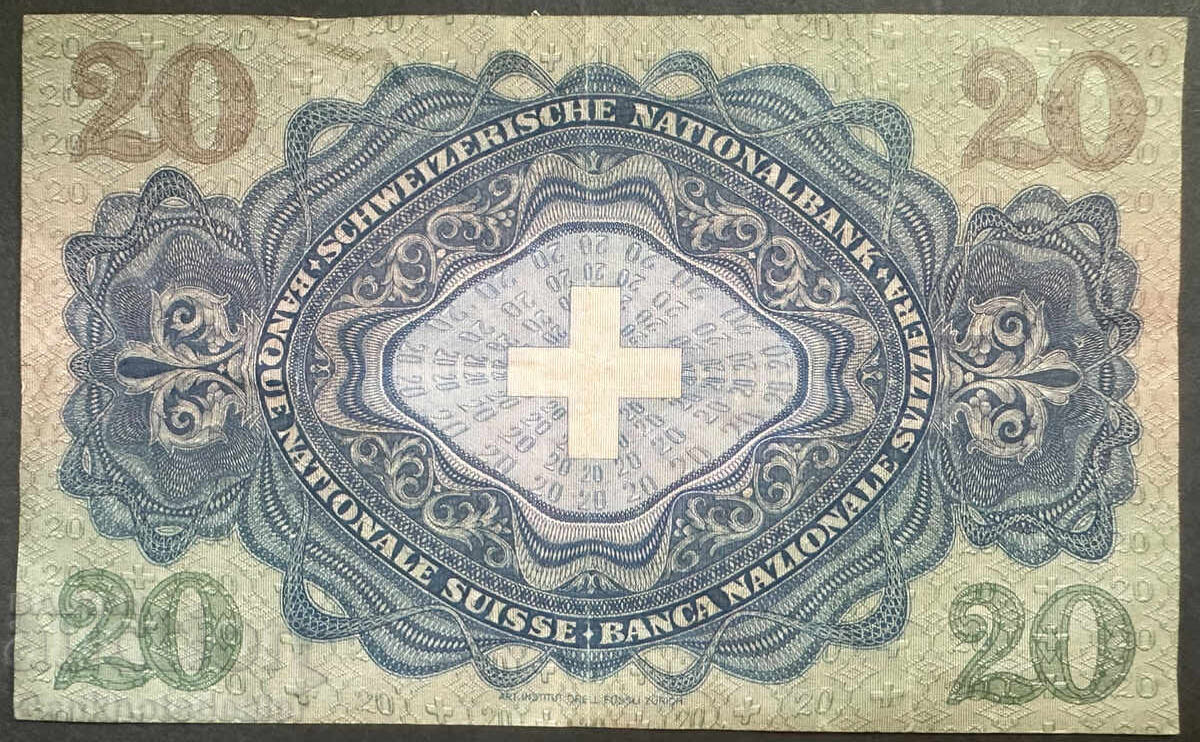 20 20
SCHWEIZERISCHE NATIONALBANK
BANQUE NATIONALE SUISSE
BANCA NAZIONALE SVIZZERA
20 20
ART. INSTITUT ORELL FÜSSLI ZÜRICH